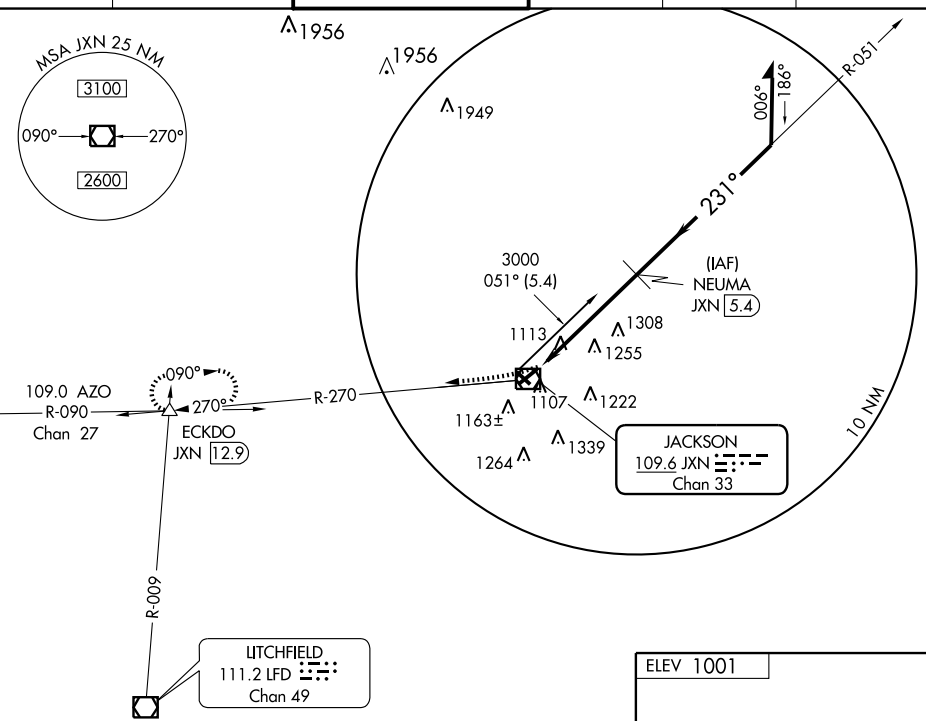 1956
1956
1949
MSA JXN 25 NM
3100
090°
270°
2600
R-051
006°
186°
231°
3000
051° (5.4)
(IAF)
NEUMA
JXN 5.4
1308
1113
1255
090°
270°
109.0 AZO
R-090
Chan 27
R-270
ECKDO
JXN 12.9
1107
1222
1163±
1339
1264
10 NM
JACKSON
109.6 JXN
Chan 33
R-009
LITCHFIELD
111.2 LFD
Chan 49
ELEV 1001